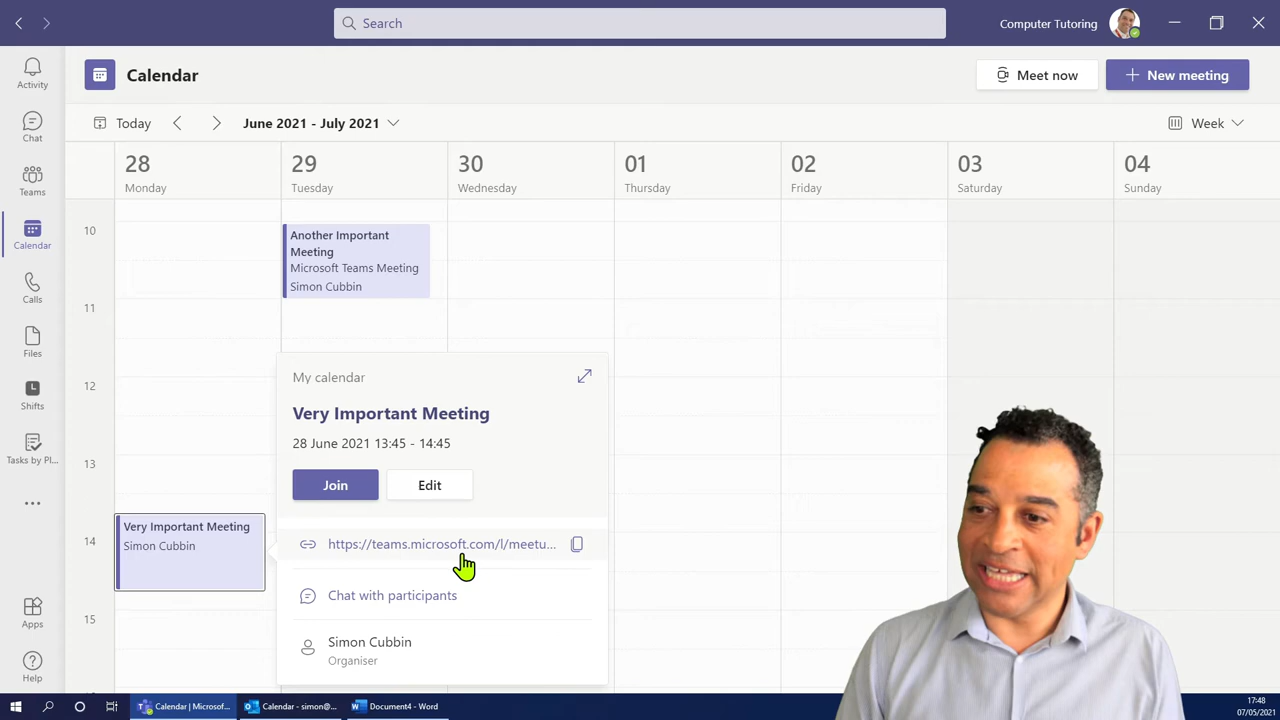 Search
Computer Tutoring
Activity
Chat
Teams
Calendar
Calls
Files
Shifts
Tasks by Pl...
Apps
Help
Calendar
Meet now
New meeting
Today
June 2021 - July 2021
Week
28
Monday
29
Tuesday
30
Wednesday
01
Thursday
02
Friday
03
Saturday
04
Sunday
10
11
12
13
14
15
Another Important
Meeting
Microsoft Teams Meeting
Simon Cubbin
Very Important Meeting
Simon Cubbin
My calendar
Very Important Meeting
28 June 2021 13:45 - 14:45
Join
Edit
https://teams.microsoft.com/l/meetu...
Chat with participants
Simon Cubbin
Organiser
Calendar | Microsof...
Calendar - simon@...
Document4 - Word
17:48
07/05/2021